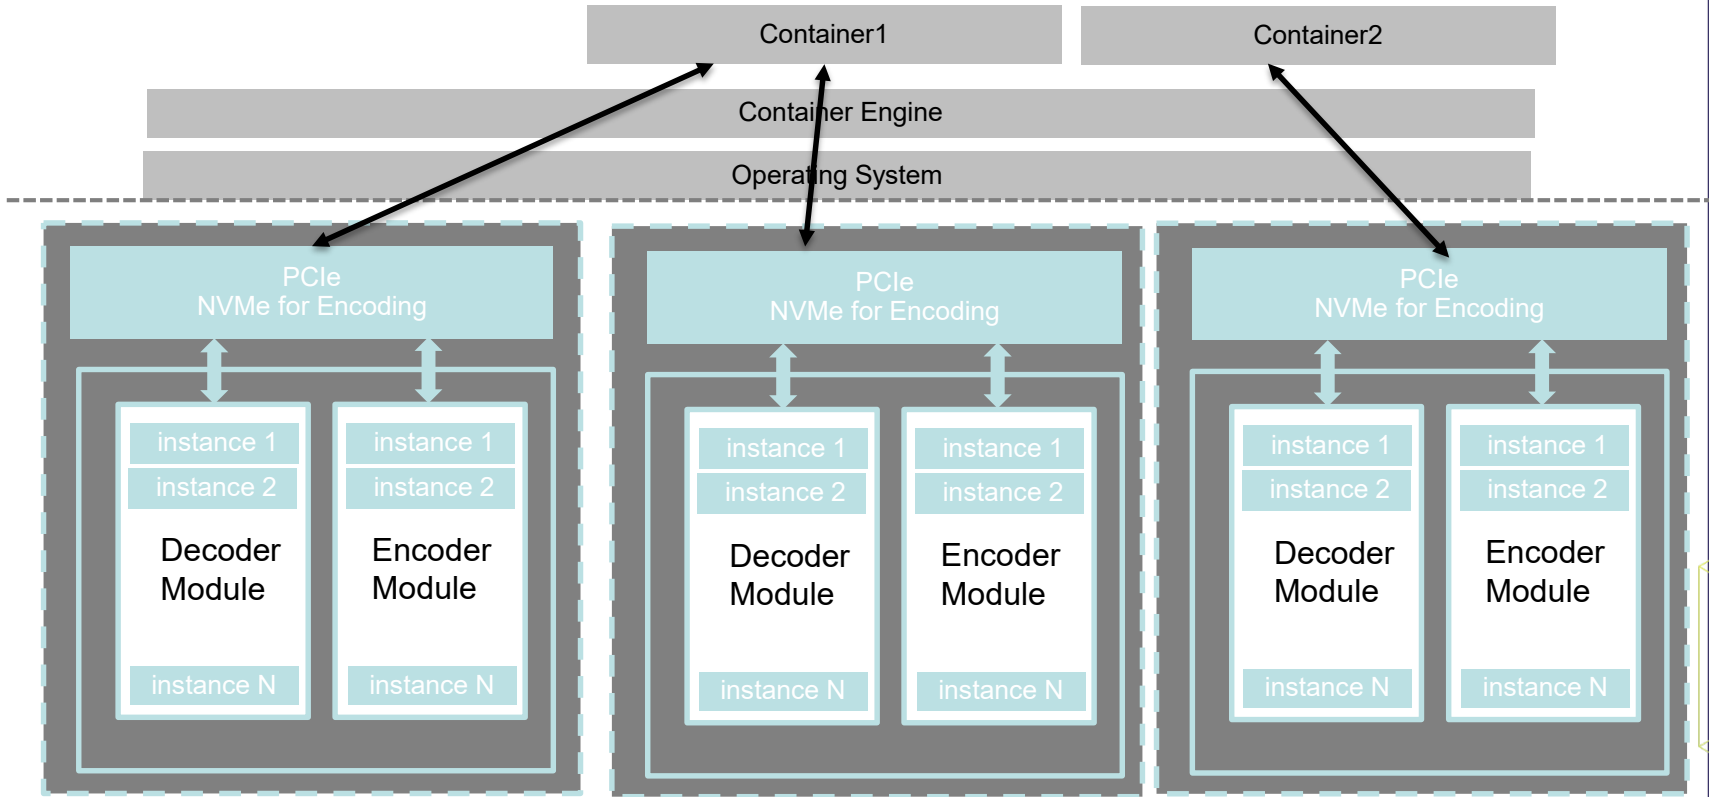 Container1
Container2
Container Engine
Operating System
PCIe
NVMe for Encoding
instance 1
instance 2
Decoder
Module
instance N
instance 1
instance 2
Encoder
Module
instance N
PCIe
NVMe for Encoding
instance 1
instance 2
Decoder
Module
instance N
instance 1
instance 2
Encoder
Module
instance N
PCIe
NVMe for Encoding
instance 1
instance 2
Decoder
Module
instance N
instance 1
instance 2
Encoder
Module
instance N